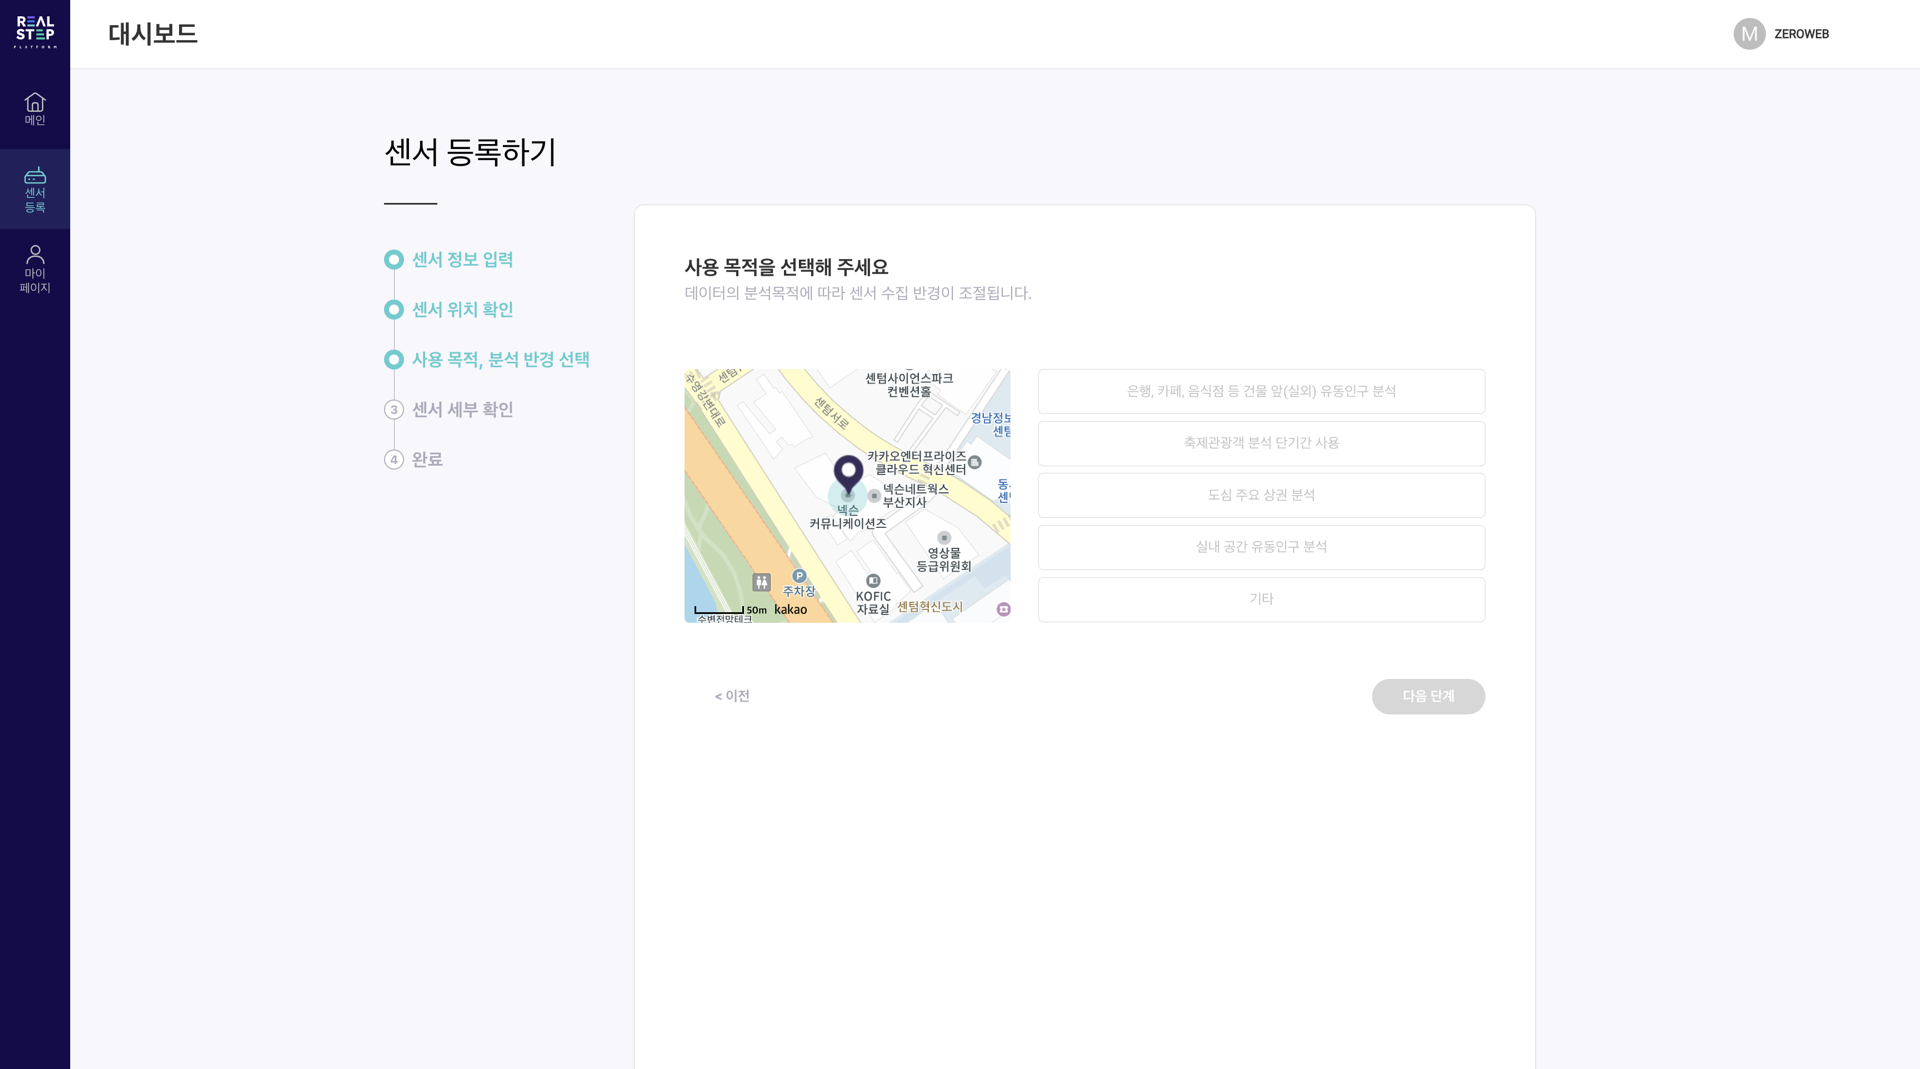 REAL
STEP
PLATFORM
대시보드
M
ZEROWEB
메인
센서
등록
마이
페이지
센서 등록하기
센서 정보 입력
센서 위치 확인
사용 목적, 분석 반경 선택
3 센서 세부 확인
4 완료
사용 목적을 선택해 주세요
데이터의 분석목적에 따라 센서 수집 반경이 조절됩니다.
수영강변대로
센텀
센텀서로
센텀사이언스파크
컨벤션홀
경남정보
센텀
카카오엔터프라이즈
클라우드 혁신센터
넥슨네트웍스
부산지사
동
센
넥슨
커뮤니케이션즈
영상물
등급위원회
P
주차장
KOFIC
자료실
센텀혁신도시
50m kakao
수변전망테크
은행, 카페, 음식점 등 건물 앞(실외) 유동인구 분석
축제관광객 분석 단기간 사용
도심 주요 상권 분석
실내 공간 유동인구 분석
기타
< 이전
다음 단계